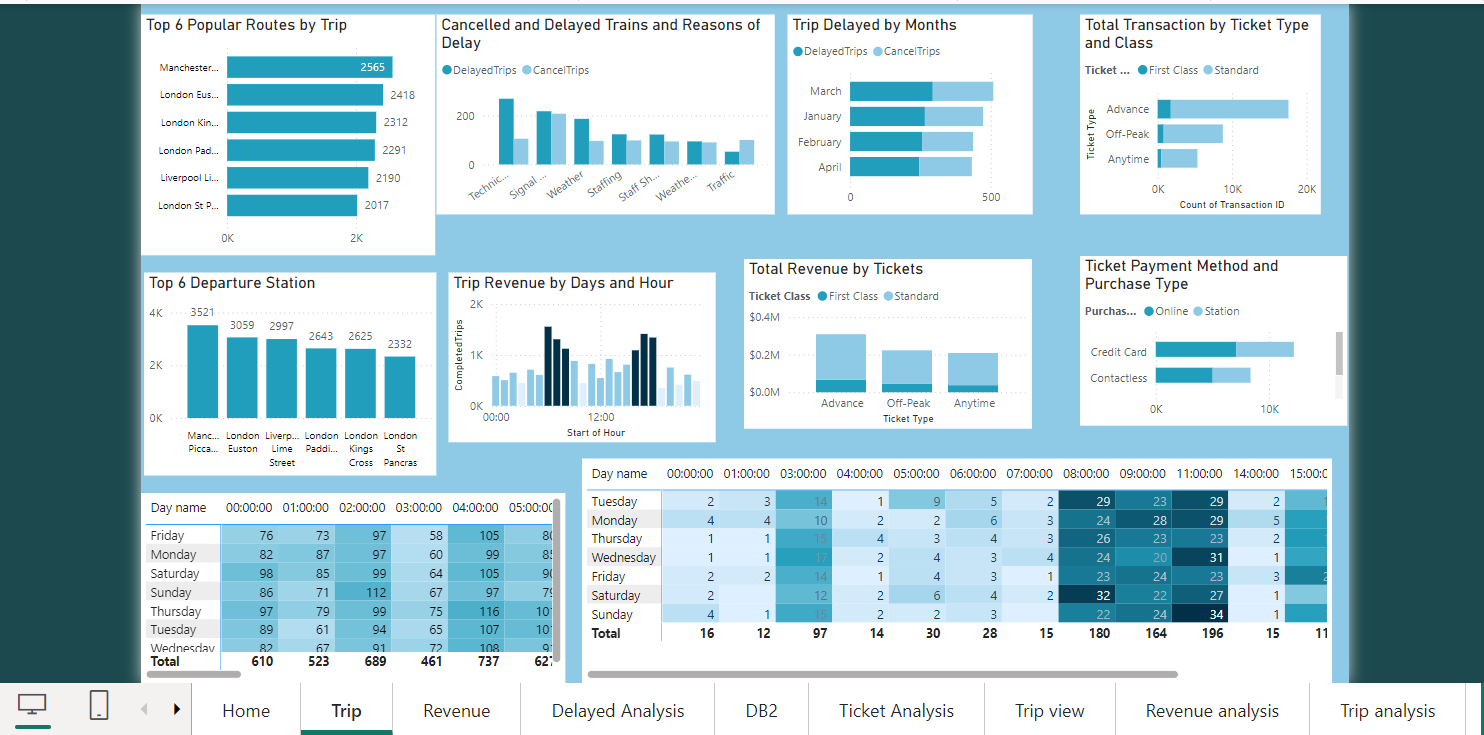 Top 6 Popular Routes by Trip
Manchester... 2565
London Eus... 2418
London Kin... 2312
London Pad... 2291
Liverpool Li... 2190
London St P... 2017
0K 2K
Cancelled and Delayed Trains and Reasons of
Delay
DelayedTrips CancelTrips
200
0
Technic... Signal ... Weather Staffing Staff Sh... Weathe... Traffic
Trip Delayed by Months
DelayedTrips CancelTrips
March
January
February
April
0 500
Total Transaction by Ticket Type
and Class
Ticket ... First Class Standard
Ticket Type
Advance
Off-Peak
Anytime
0K 10K 20K
Count of Transaction ID
Top 6 Departure Station
4K
2K
0K
3521 3059 2997 2643 2625 2332
Manc... London Liverp... London London London
Picca... Euston Lime Paddi... Kings St
Street Cross Pancras
Trip Revenue by Days and Hour
CompletedTrips
2K
1K
0K
00:00 12:00
Start of Hour
Total Revenue by Tickets
Ticket Class First Class Standard
$0.4M
$0.2M
$0.0M
Advance Off-Peak Anytime
Ticket Type
Ticket Payment Method and
Purchase Type
Purchas... Online Station
Credit Card
Contactless
0K 10K
Day name 00:00:00 01:00:00 02:00:00 03:00:00 04:00:00 05:00:00
Friday 76 73 97 58 105
Monday 82 87 97 60 99
Saturday 98 85 99 64 105
Sunday 86 71 112 67 97
Thursday 97 79 99 75 116
Tuesday 89 61 94 65 107
Wednesday 82 67 91 72 108
Total 610 523 689 461 737
Day name 00:00:00 01:00:00 03:00:00 04:00:00 05:00:00 06:00:00 07:00:00 08:00:00 09:00:00 11:00:00 14:00:00 15:00:0
Tuesday 2 3 14 1 9 5 2 29 23 29 2
Monday 4 4 10 2 2 6 3 24 28 29 5
Thursday 1 1 15 4 3 4 3 26 23 23 2
Wednesday 1 1 17 2 4 3 4 24 20 31 1
Friday 2 2 14 1 4 3 1 23 24 23 3
Saturday 2 12 2 6 4 2 32 22 27 1
Sunday 4 1 15 2 2 3 22 24 34 1
Total 16 12 97 14 30 28 15 180 164 196 15 11
Home Trip Revenue Delayed Analysis DB2 Ticket Analysis Trip view Revenue analysis Trip analysis